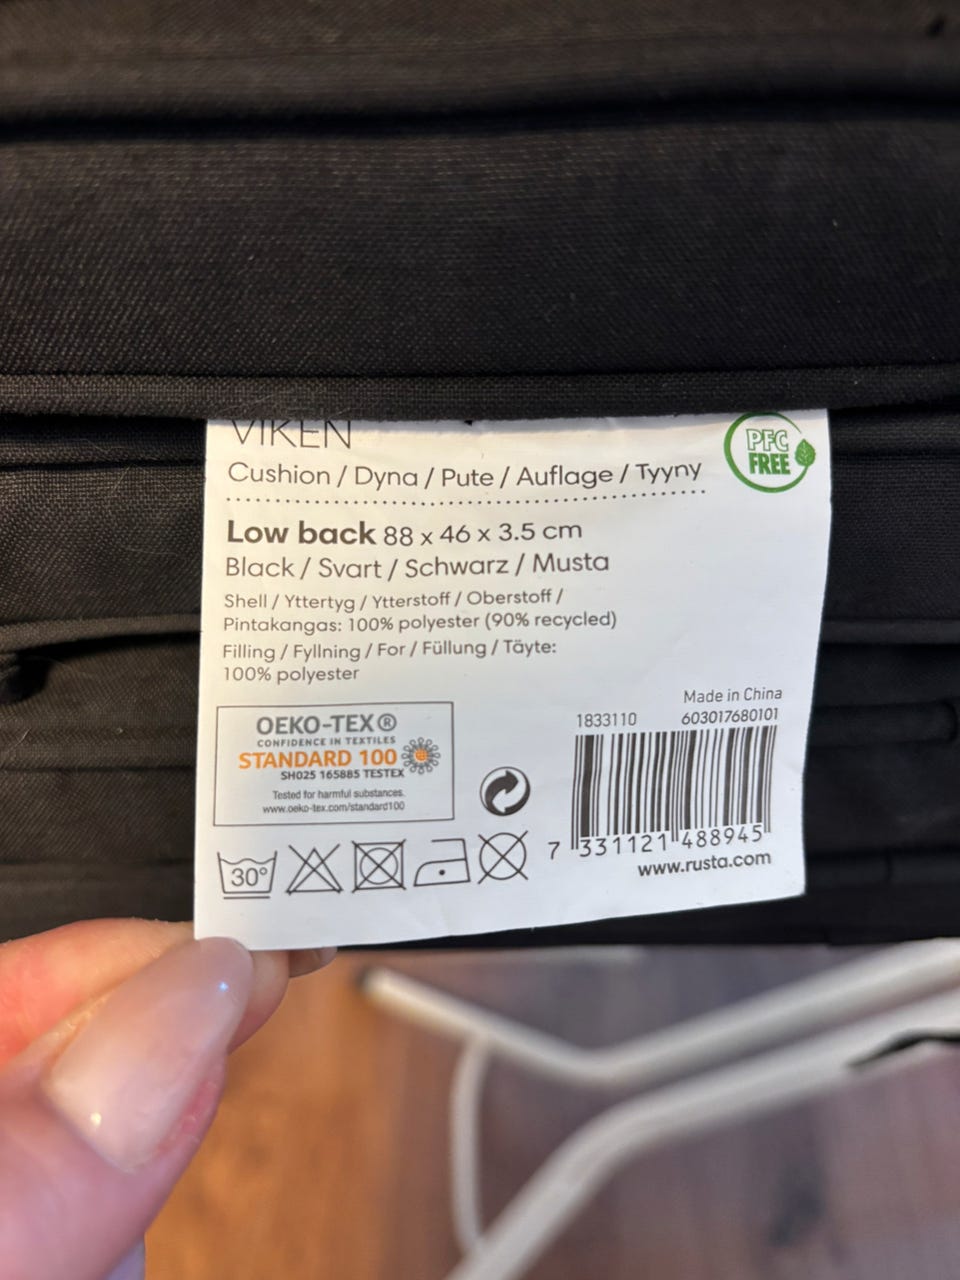 VIKEN
PFC
FREE
Cushion / Dyna / Pute / Auflage / Tyyny
Low back 88 x 46 x 3.5 cm
Black / Svart / Schwarz / Musta
Shell / Yttertyg / Ytterstoff / Oberstoff /
Pintakangas: 100% polyester (90% recycled)
Filling / Fyllning / For / Füllung / Täyte:
100% polyester
OEKO-TEX®
CONFIDENCE IN TEXTILES
STANDARD 100
SH025 165885 TESTEX
Tested for harmful substances.
www.oeko-tex.com/standard100
30°
Made in China
1833110 603017680101
7 331121 488945
www.rusta.com